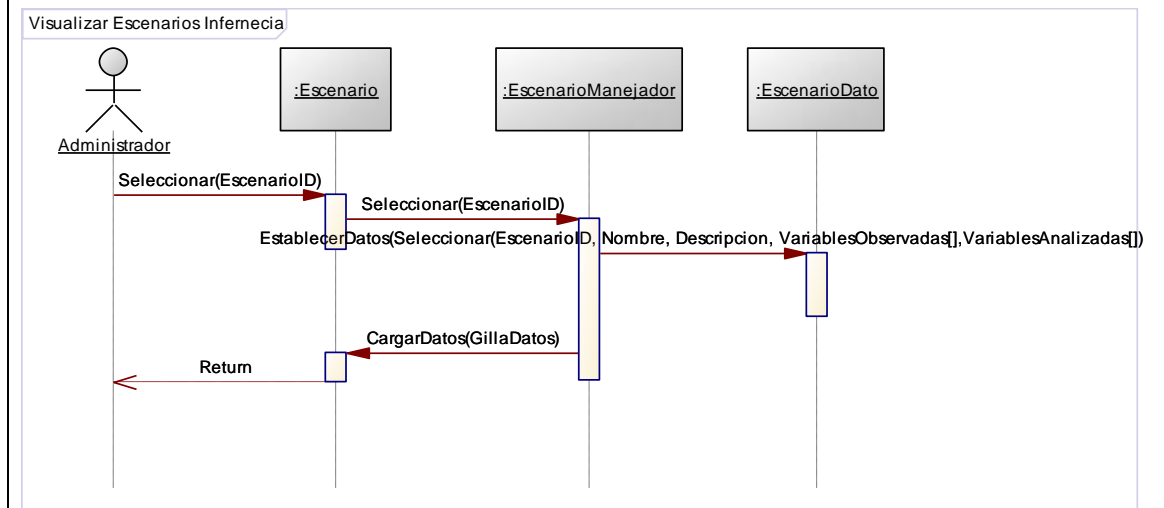 Visualizar Escenarios Infernecia
:Escenario
:EscenarioManejador
:EscenarioDato
Administrador
Seleccionar(EscenarioID)
Seleccionar(EscenarioID)
EstablecerDatos(Seleccionar(EscenarioID, Nombre, Descripcion, VariablesObservadas[],VariablesAnalizadas[])
CargarDatos(GillaDatos)
Return